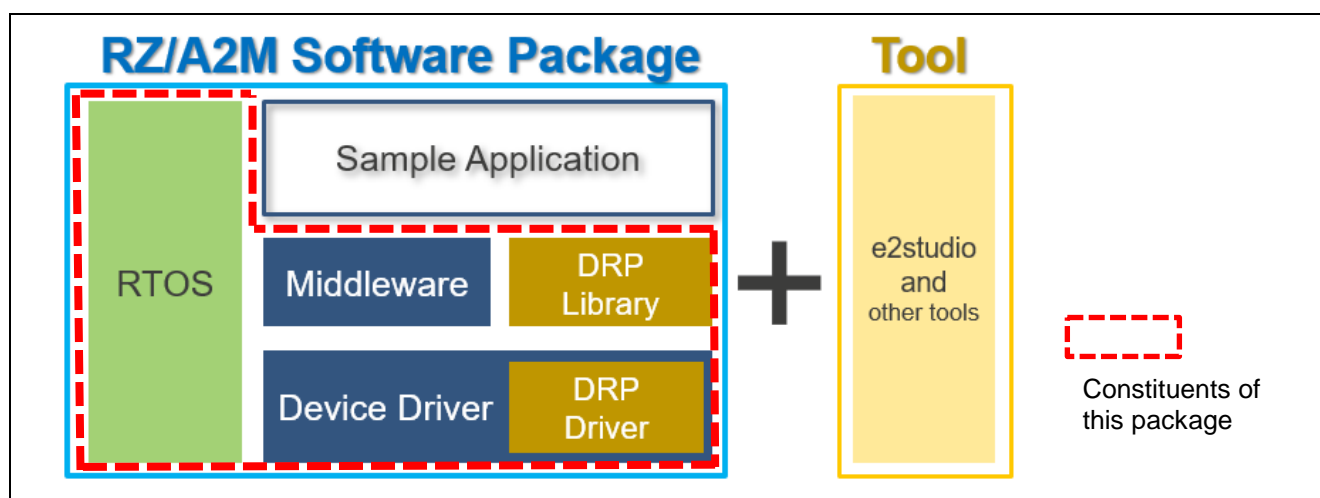 RZ/A2M Software Package
Tool
RTOS
Sample Application
Middleware
DRP
Library
Device Driver
DRP
Driver
+
e2studio
and
other tools
Constituents of
this package